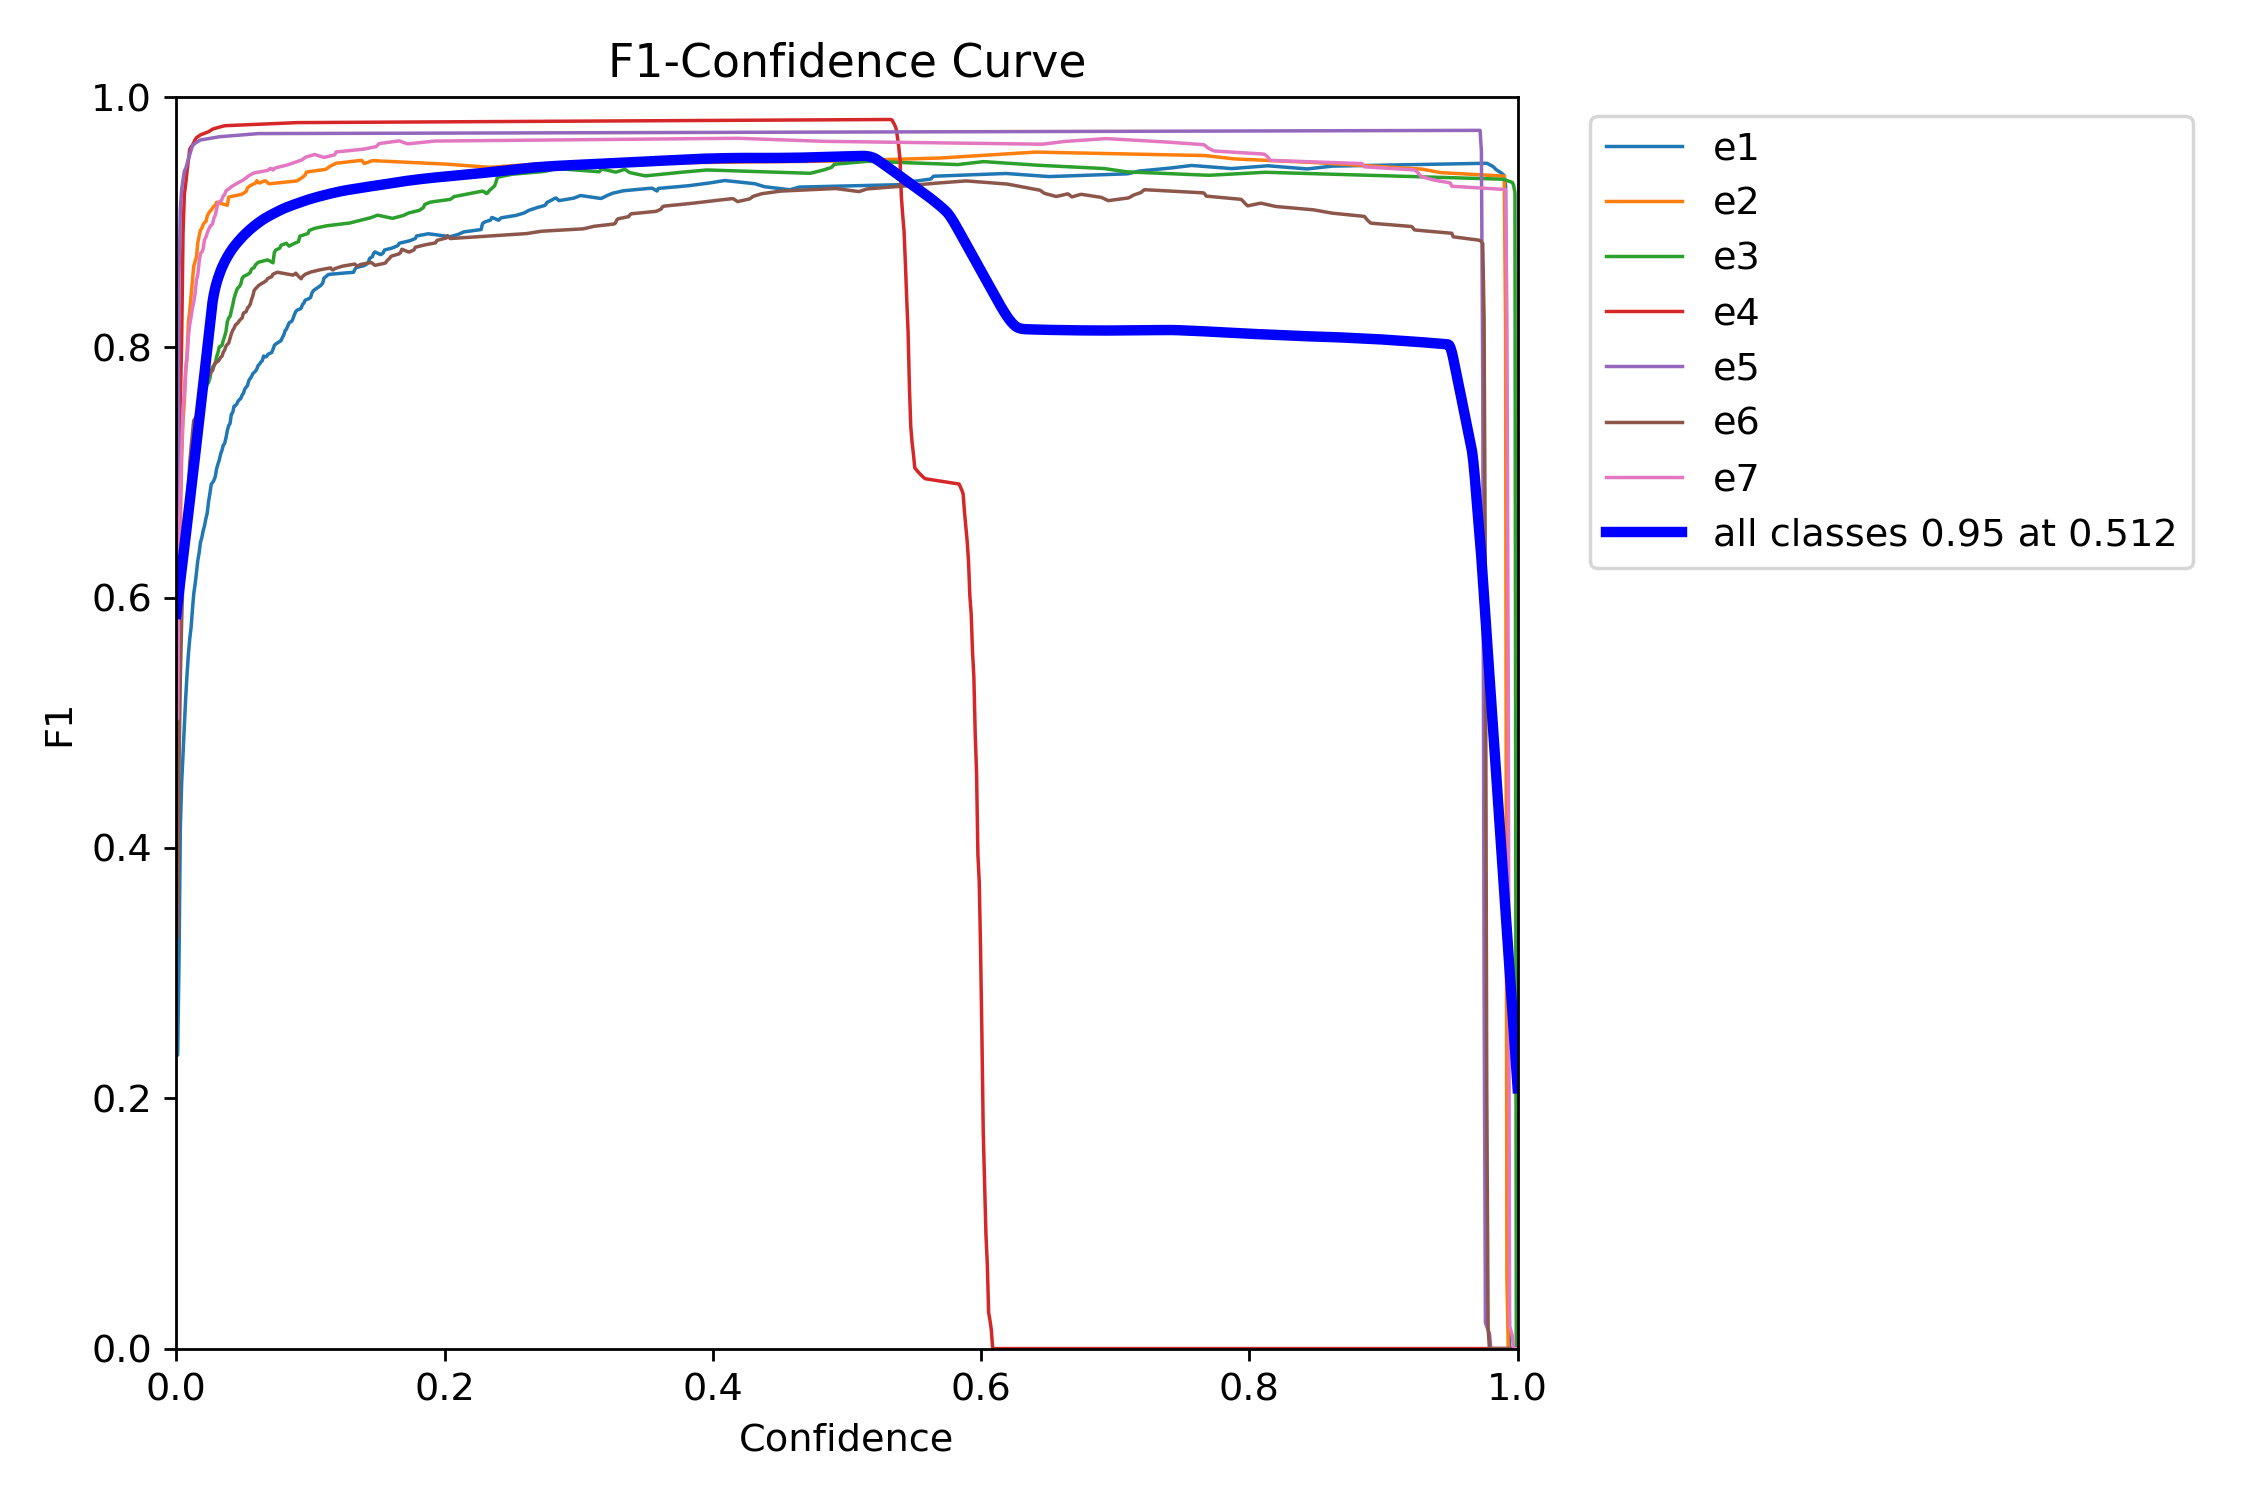 F1-Confidence Curve
1.0
0.8
0.6
0.4
0.2
0.0
F1
0.0 0.2 0.4 0.6 0.8 1.0
Confidence
e1
e2
e3
e4
e5
e6
e7
all classes 0.95 at 0.512